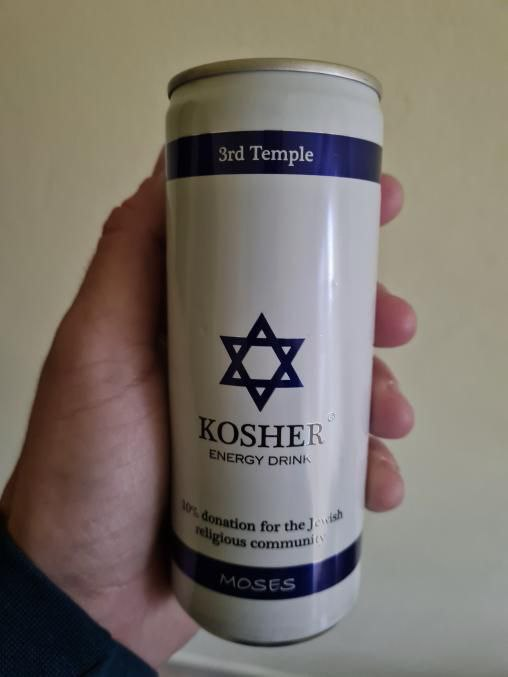 3rd Temple
KOSHER®
ENERGY DRINK
10% donation for the Jewish
religious community
MOSES